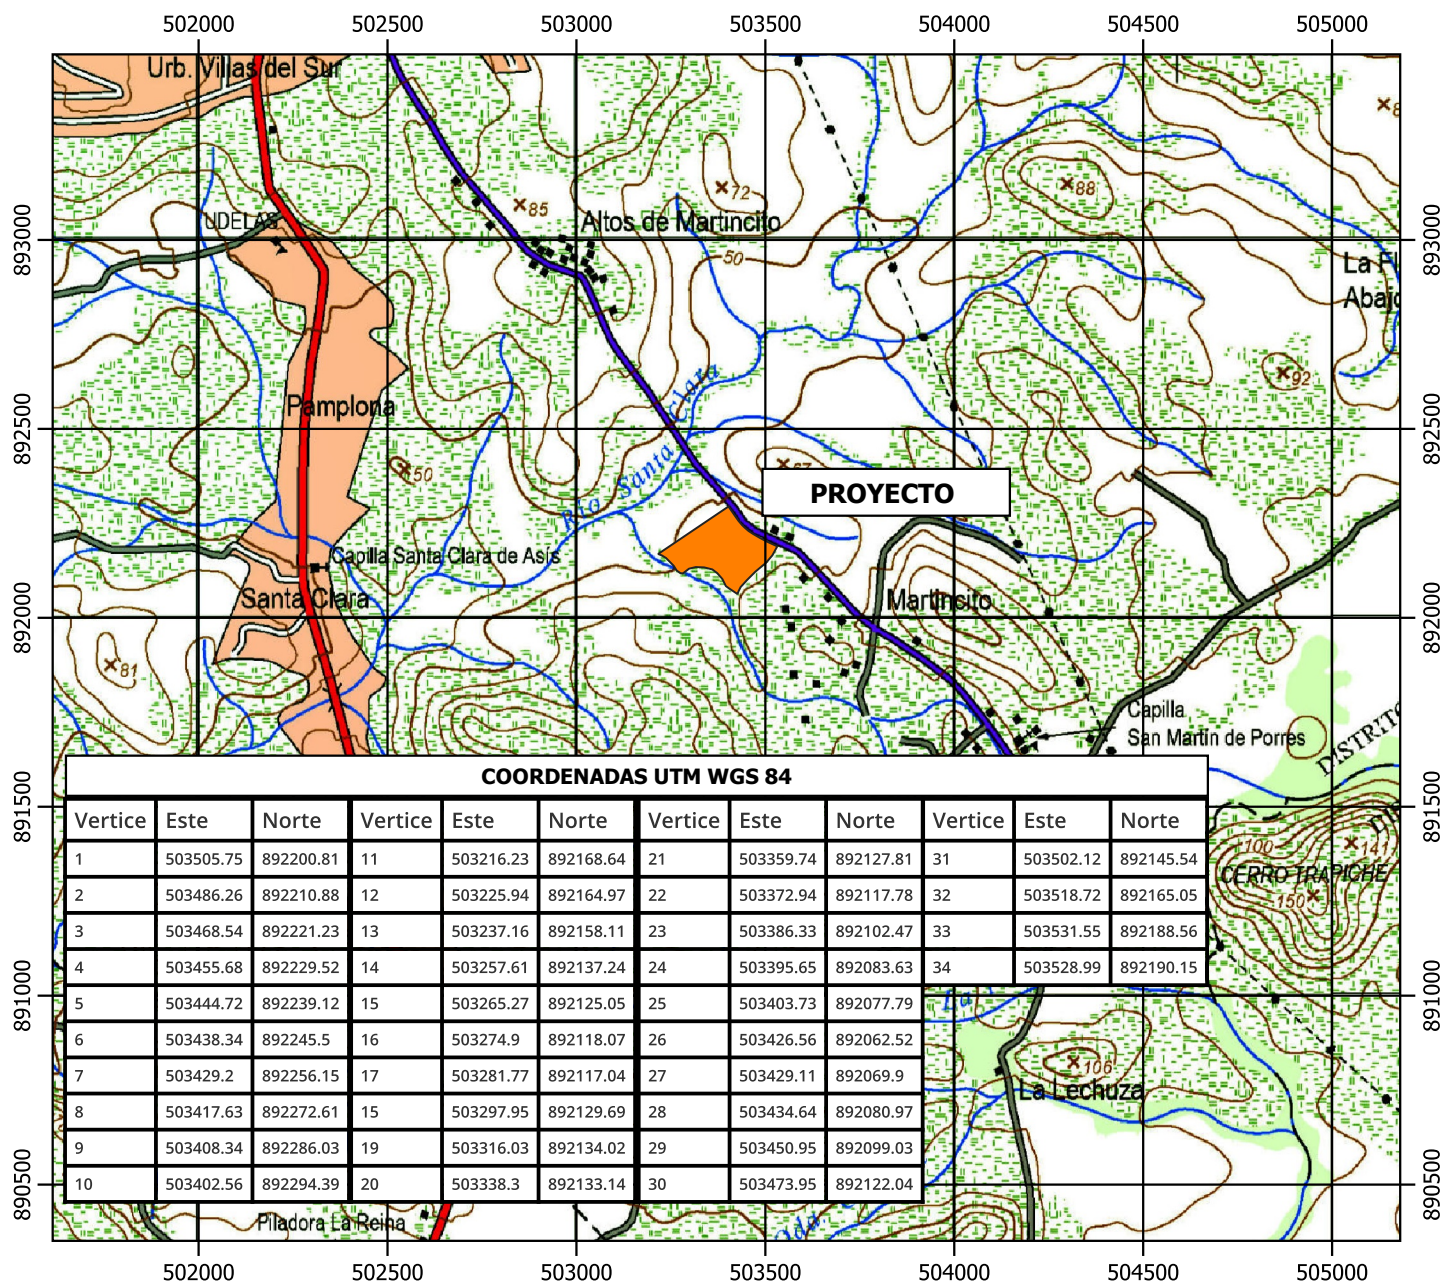 502000 502500 503000 503500 504000 504500 505000
Urb. Villas del Sur
72
88
85
UDELAS
Altos de Martincito
893000
893000
50
La Fl
Abajo
92
Río Santa Clara
Pamplona
892500
892500
50
67
PROYECTO
Capilla Santa Clara de Asís
Santa Clara
Martincito
892000
892000
81
Capilla
San Martín de Porres
DISTRITO
COORDENADAS UTM WGS 84
891500
891500
Vertice Este Norte Vertice Este Norte Vertice Este Norte Vertice Este Norte
1 503505.75 892200.81 11 503216.23 892168.64 21 503359.74 892127.81 31 503502.12 892145.54
2 503486.26 892210.88 12 503225.94 892164.97 22 503372.94 892117.78 32 503518.72 892165.05
3 503468.54 892221.23 13 503237.16 892158.11 23 503386.33 892102.47 33 503531.55 892188.56
4 503455.68 892229.52 14 503257.61 892137.24 24 503395.65 892083.63 34 503528.99 892190.15
5 503444.72 892239.12 15 503265.27 892125.05 25 503403.73 892077.79
6 503438.34 892245.5 16 503274.9 892118.07 26 503426.56 892062.52
7 503429.2 892256.15 17 503281.77 892117.04 27 503429.11 892069.9
8 503417.63 892272.61 15 503297.95 892129.69 28 503434.64 892080.97
9 503408.34 892286.03 19 503316.03 892134.02 29 503450.95 892099.03
10 503402.56 892294.39 20 503338.3 892133.14 30 503473.95 892122.04
100
141
CERRO TRAPICHE
150
891000
891000
106
La Lechuza
890500
890500
Piladora La Reina
Qda.
502000 502500 503000 503500 504000 504500 505000